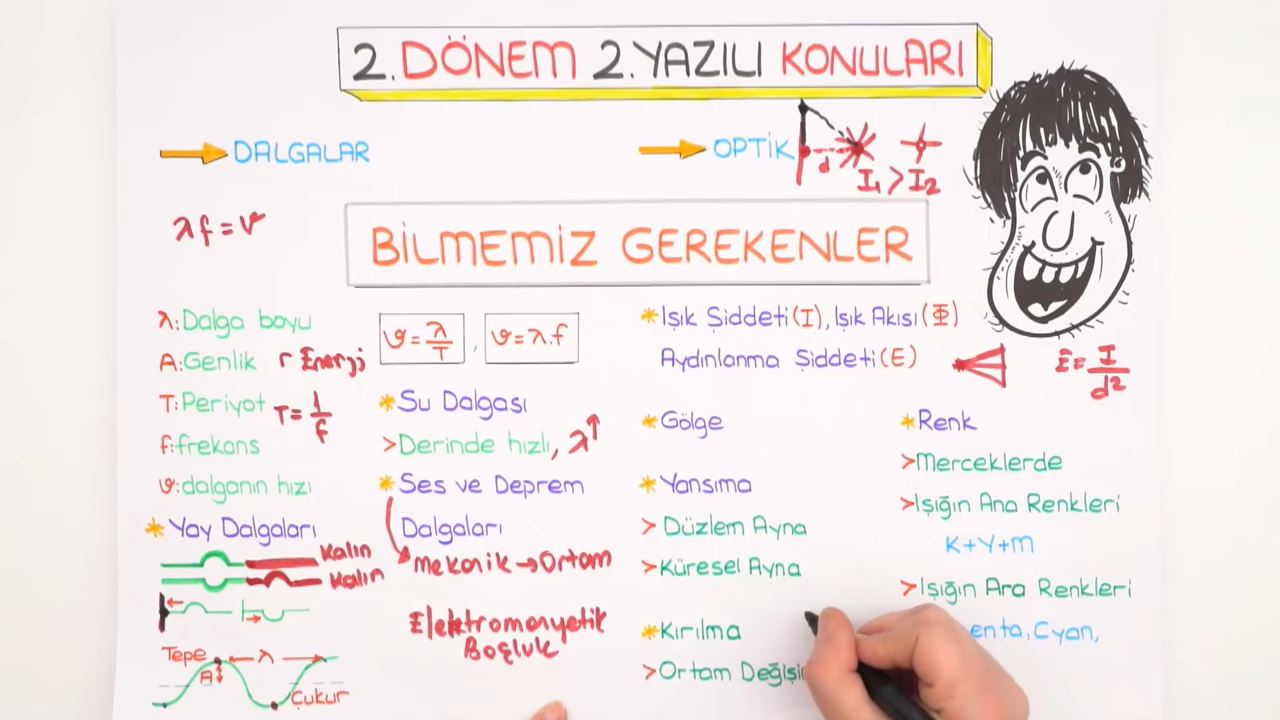 2. DÖNEM 2. YAZILI KONULARI
DALGALAR
λf = v
OPTİK
d
I₁ > I₂
BİLMEMİZ GEREKENLER
λ: Dalga boyu
A: Genlik r Energi
T: Periyot T = 1/f
f: frekans
ϑ: dalganın hızı
* Yay Dalgaları
Kalın
Kalın
Tepe
λ
A
Çukur
ϑ = λ/T , ϑ = λ.f
* Su Dalgası
> Derinde hızlı, λ↑
* Ses ve Deprem
Dalgaları
Mekanik → Ortam
Elektromanyetik
Boşluk
* Işık Şiddeti (I), Işık Akısı (Φ)
Aydınlanma Şiddeti (E)
E = I/d²
* Gölge
* Yansıma
> Düzlem Ayna
> Küresel Ayna
* Kırılma
> Ortam
* Renk
> Merceklerde
> Işığın Ana Renkleri
K+Y+M
> Işığın Ara Renkleri
enta, Cyan,